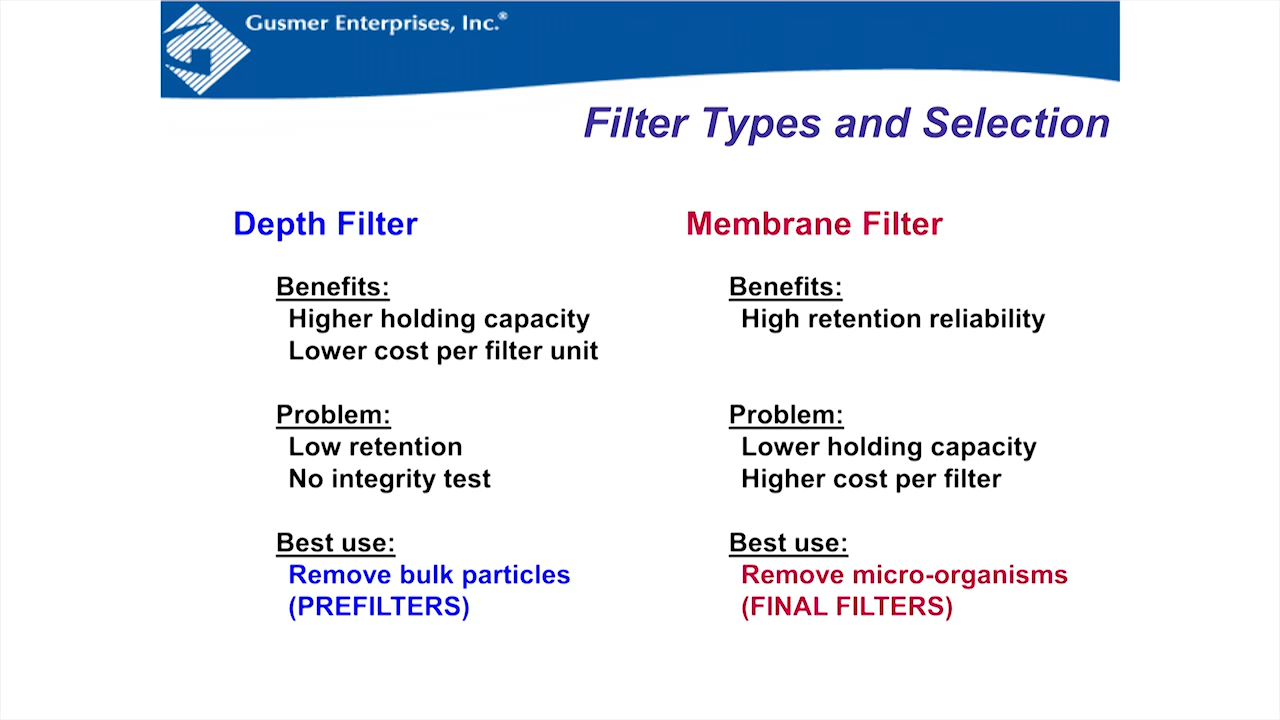 Gusmer Enterprises, Inc.®
Filter Types and Selection
Depth Filter
Benefits:
Higher holding capacity
Lower cost per filter unit
Problem:
Low retention
No integrity test
Best use:
Remove bulk particles
(PREFILTERS)
Membrane Filter
Benefits:
High retention reliability
Problem:
Lower holding capacity
Higher cost per filter
Best use:
Remove micro-organisms
(FINAL FILTERS)